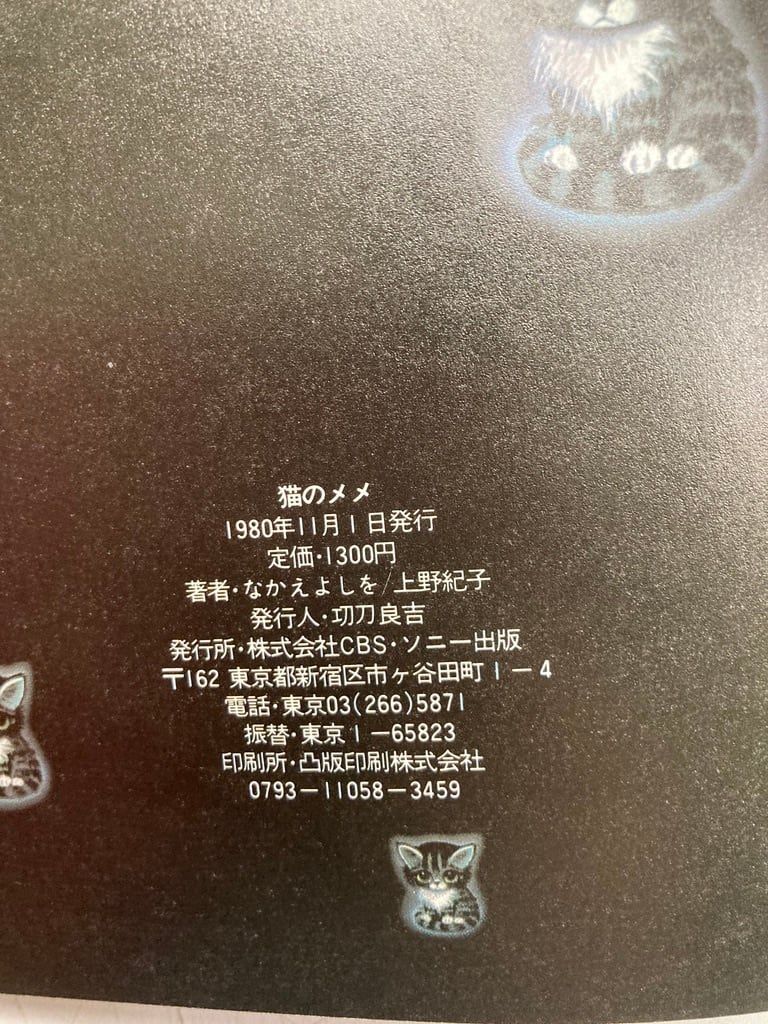 猫のメメ
1980年11月1日発行
定価・1300円
著者・なかえよしを/上野紀子
発行人・功刀良吉
発行所・株式会社CBS・ソニー出版
〒162 東京都新宿区市ヶ谷田町1-4
電話・東京03(266)5871
振替・東京1-65823
印刷所・凸版印刷株式会社
0793-11058-3459